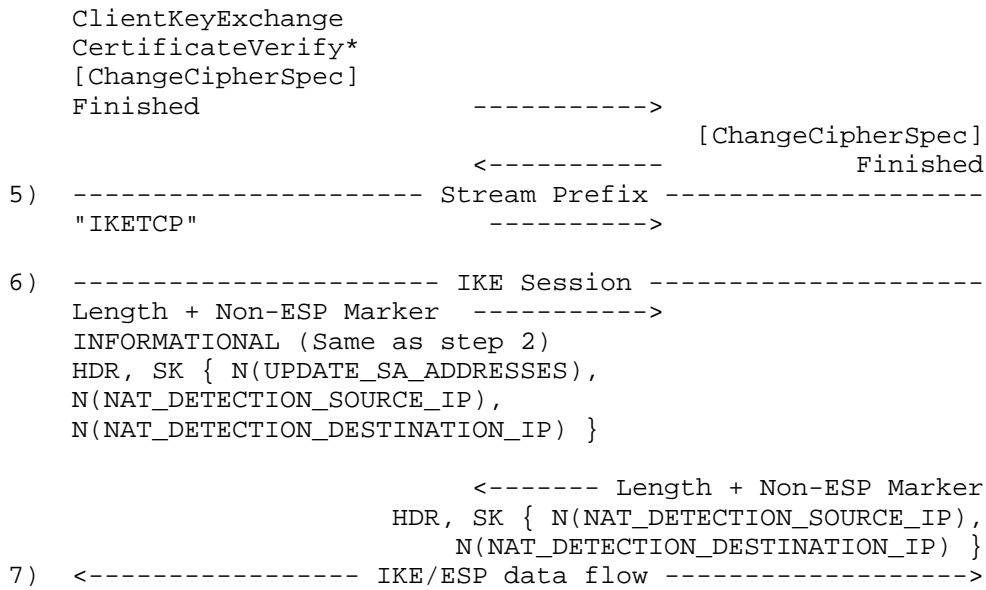 ClientKeyExchange
CertificateVerify*
[ChangeCipherSpec]
Finished                 ----------->
                                       [ChangeCipherSpec]
                         <-----------            Finished
5)  ---------------------- Stream Prefix --------------------
    "IKETCP"                  ---------->
6)  ----------------------- IKE Session ---------------------
    Length + Non-ESP Marker  ----------->
    INFORMATIONAL (Same as step 2)
    HDR, SK { N(UPDATE_SA_ADDRESSES),
    N(NAT_DETECTION_SOURCE_IP),
    N(NAT_DETECTION_DESTINATION_IP) }
                             <------- Length + Non-ESP Marker
                        HDR, SK { N(NAT_DETECTION_SOURCE_IP),
                            N(NAT_DETECTION_DESTINATION_IP) }
7)  <----------------- IKE/ESP data flow ------------------->